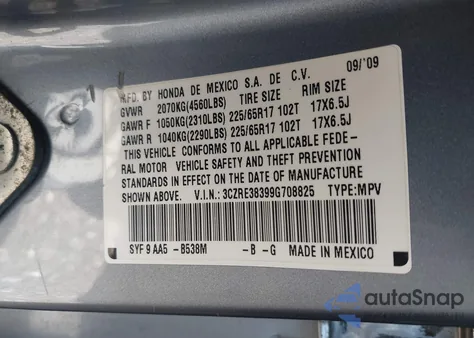 09/'09
MFD. BY HONDA DE MEXICO S.A. DE C.V.
GVWR 2070KG(4560LBS) TIRE SIZE RIM SIZE
GAWR F 1050KG(2310LBS) 225/65R17 102T 17X6.5J
GAWR R 1040KG(2290LBS) 225/65R17 102T 17X6.5J
THIS VEHICLE CONFORMS TO ALL APPLICABLE FEDE-
RAL MOTOR VEHICLE SAFETY AND THEFT PREVENTION
STANDARDS IN EFFECT ON THE DATE OF MANUFACTURE
SHOWN ABOVE. V.I.N.: 3CZRE38399G708825 TYPE:MPV
SYF 9 AA5 -B538M -B -G MADE IN MEXICO
autoSnap